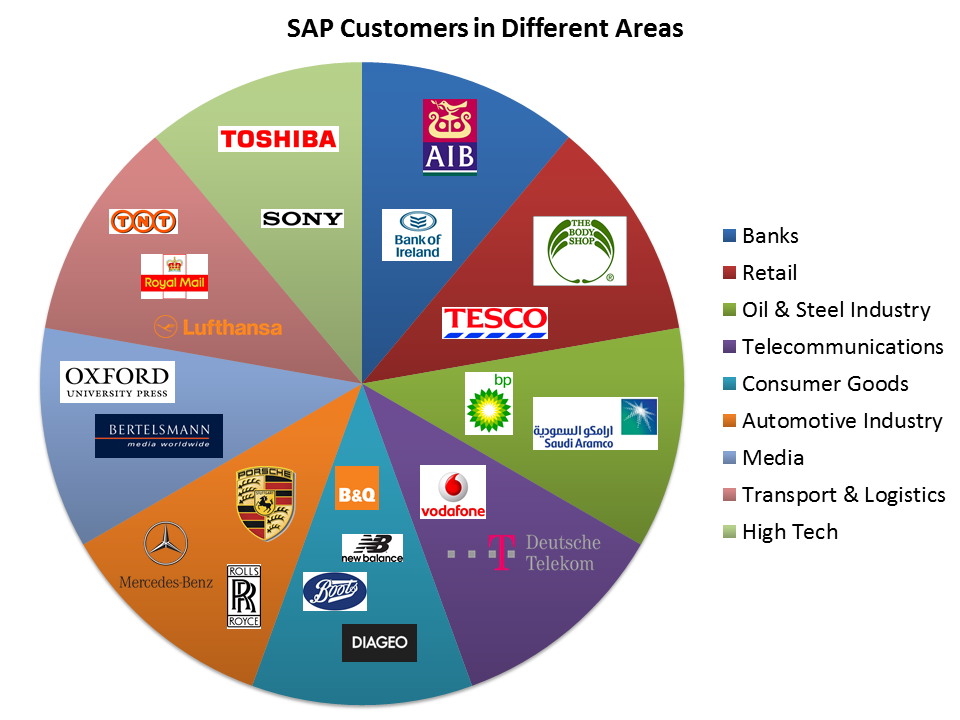 SAP Customers in Different Areas
TOSHIBA
SONY
AIB
Bank of
Ireland
THE
BODY
SHOP
®
TESCO
TNT
Royal Mail
Lufthansa
OXFORD
UNIVERSITY PRESS
BERTELSMANN
media worldwide
bp
أرامكو السعودية
Saudi Aramco
PORSCHE
Mercedes-Benz
ROLLS
RR
ROYCE
B&Q
new balance
Boots
DIAGEO
vodafone
T
Deutsche
Telekom
Banks
Retail
Oil & Steel Industry
Telecommunications
Consumer Goods
Automotive Industry
Media
Transport & Logistics
High Tech